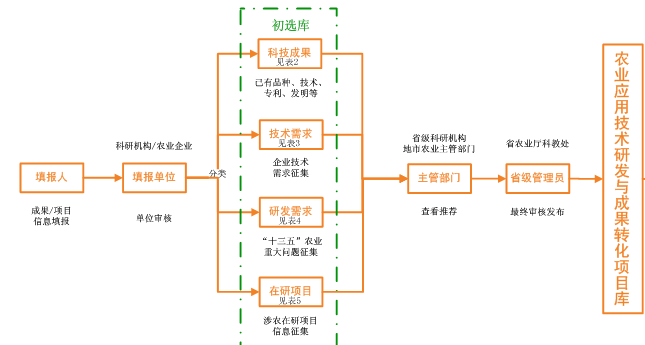 初选库
科技成果
见表2
已有品种、技术、
专利、发明等
科研机构/农业企业
技术需求
见表3
企业技术
需求征集
省级科研机构
地市农业主管部门
省农业厅科教处
填报人
填报单位
分类
主管部门
省级管理员
成果/项目
信息填报
单位审核
研发需求
见表4
查看推荐
最终审核发布
“十三五”农业
重大问题征集
在研项目
见表5
涉农在研项目
信息征集
农业应用技术研发与成果转化项目库